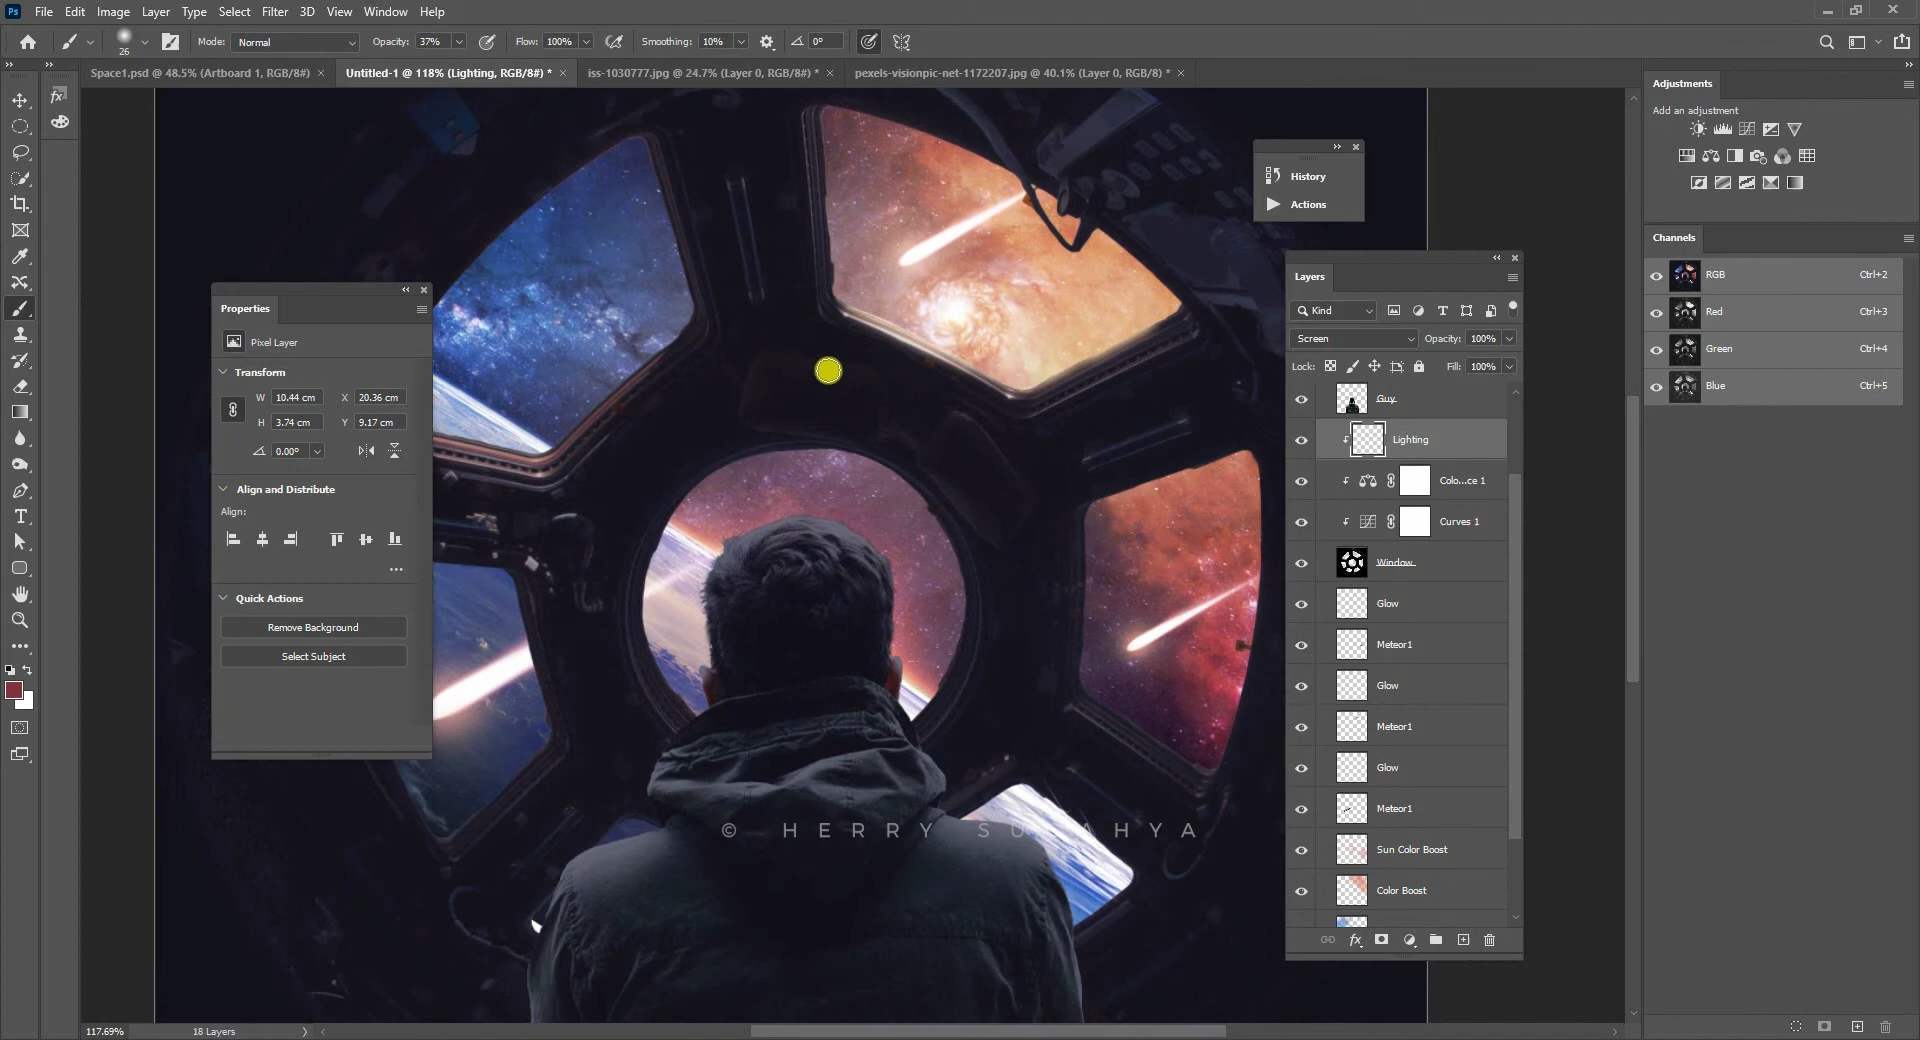 Ps File Edit Image Layer Type Select Filter 3D View Window Help
26 Mode: Normal Opacity: 37% Flow: 100% Smoothing: 10% 0°
Space1.psd @ 48.5% (Artboard 1, RGB/8#) × Untitled-1 @ 118% (Lighting, RGB/8#) * × iss-1030777.jpg @ 24.7% (Layer 0, RGB/8#) * × pexels-visionpic-net-1172207.jpg @ 40.1% (Layer 0, RGB/8) * ×
Properties
Pixel Layer
Transform
W 10.44 cm X 20.36 cm
H 3.74 cm Y 9.17 cm
0.00°
Align and Distribute
Align:
Quick Actions
Remove Background
Select Subject
© HERRY SU AHYA
History
Actions
Layers
Kind
Screen Opacity: 100%
Lock: Fill: 100%
Guy
Lighting
Colo...ce 1
Curves 1
Window
Glow
Meteor1
Glow
Meteor1
Glow
Meteor1
Sun Color Boost
Color Boost
fx
Adjustments
Add an adjustment
Channels
RGB Ctrl+2
Red Ctrl+3
Green Ctrl+4
Blue Ctrl+5
117.69% 18 Layers